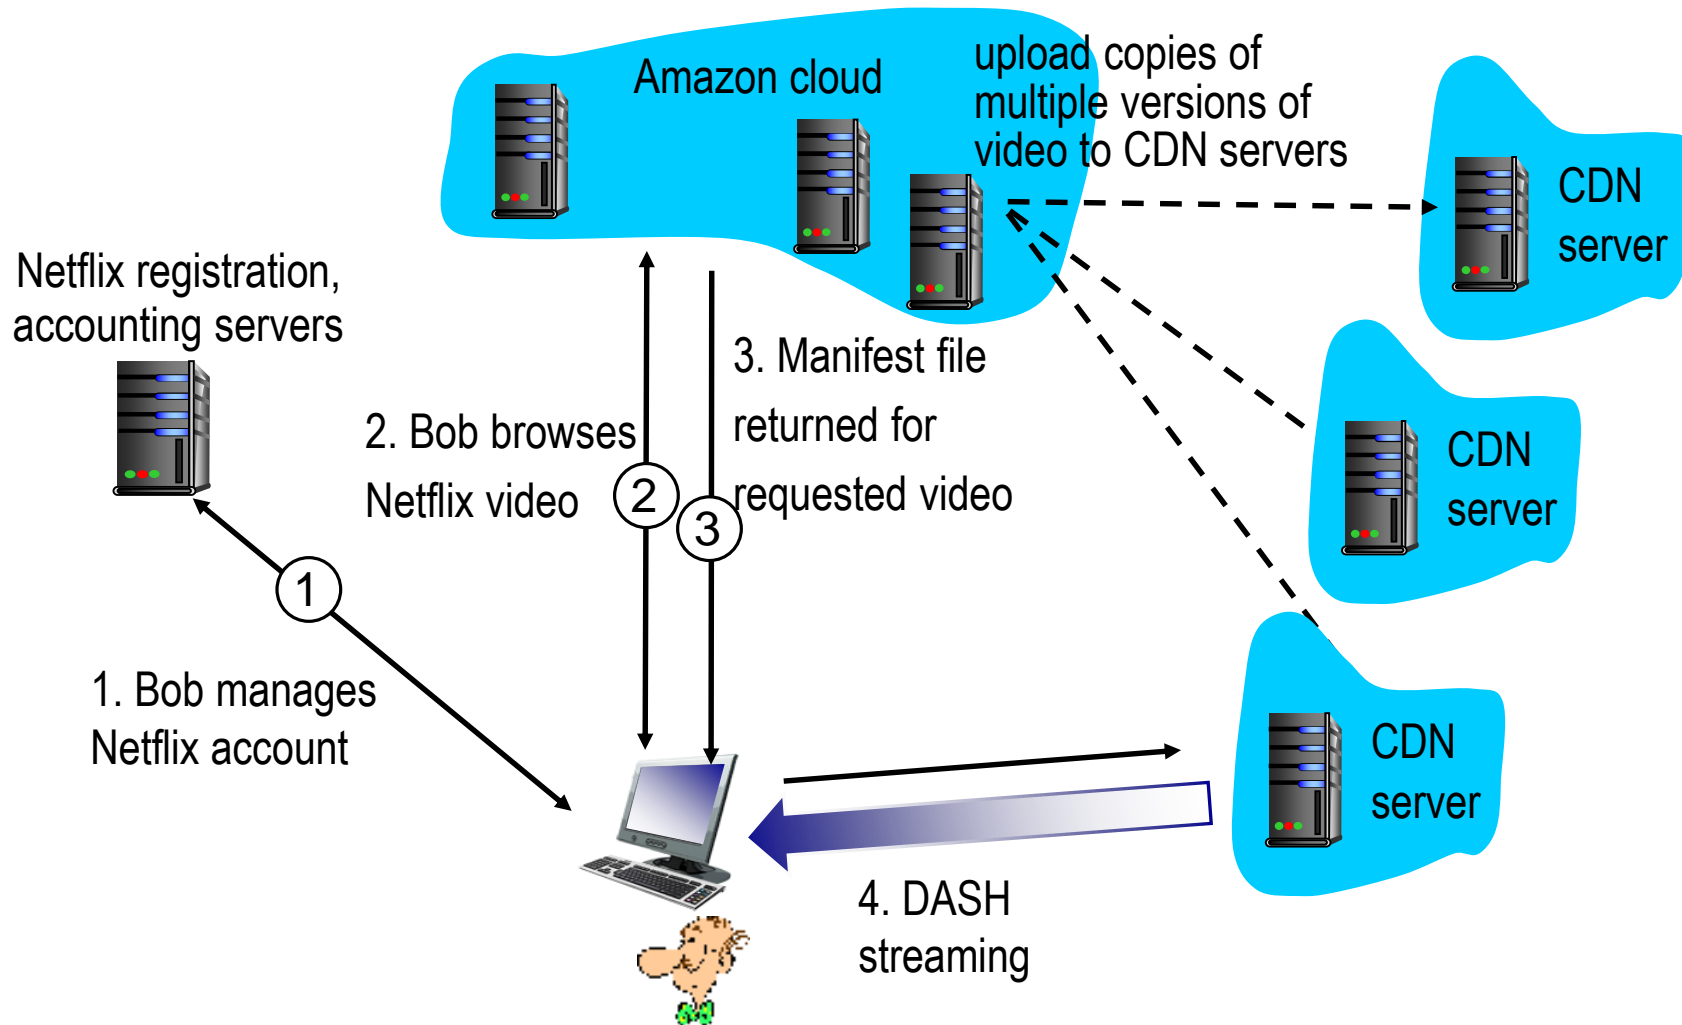 Amazon cloud
upload copies of
multiple versions of
video to CDN servers
CDN
server
Netflix registration,
accounting servers
3. Manifest file
returned for
requested video
2. Bob browses
Netflix video
2
3
CDN
server
1
1. Bob manages
Netflix account
CDN
server
4. DASH
streaming